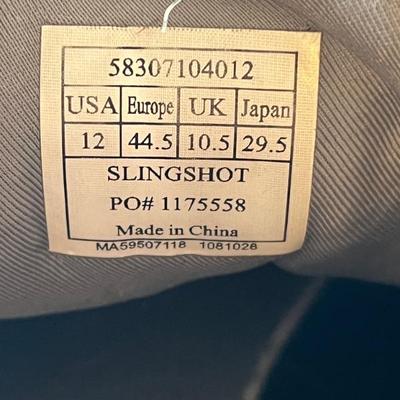 58307104012
USA Europe UK Japan
12 44.5 10.5 29.5
SLINGSHOT
PO# 1175558
Made in China
MA59507118 1081028